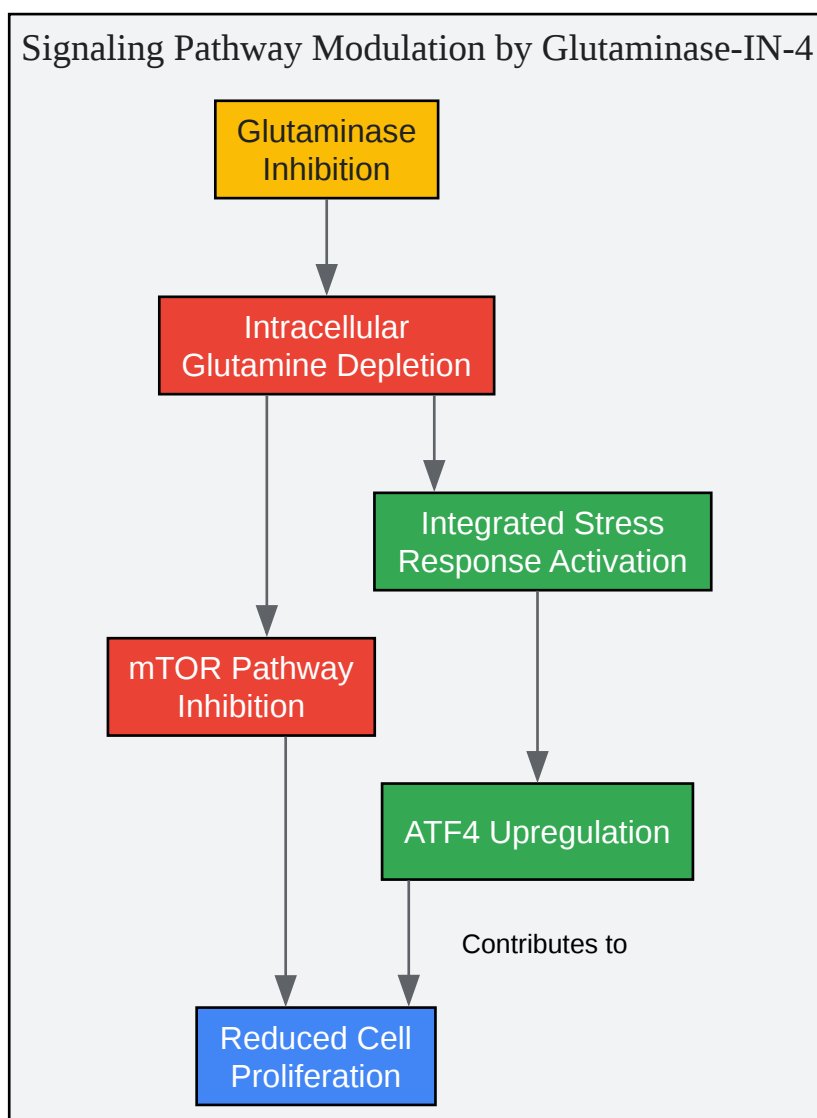 Signaling Pathway Modulation by Glutaminase-IN-4
Glutaminase
Inhibition
Intracellular
Glutamine Depletion
Integrated Stress
Response Activation
mTOR Pathway
Inhibition
ATF4 Upregulation
Contributes to
Reduced Cell
Proliferation